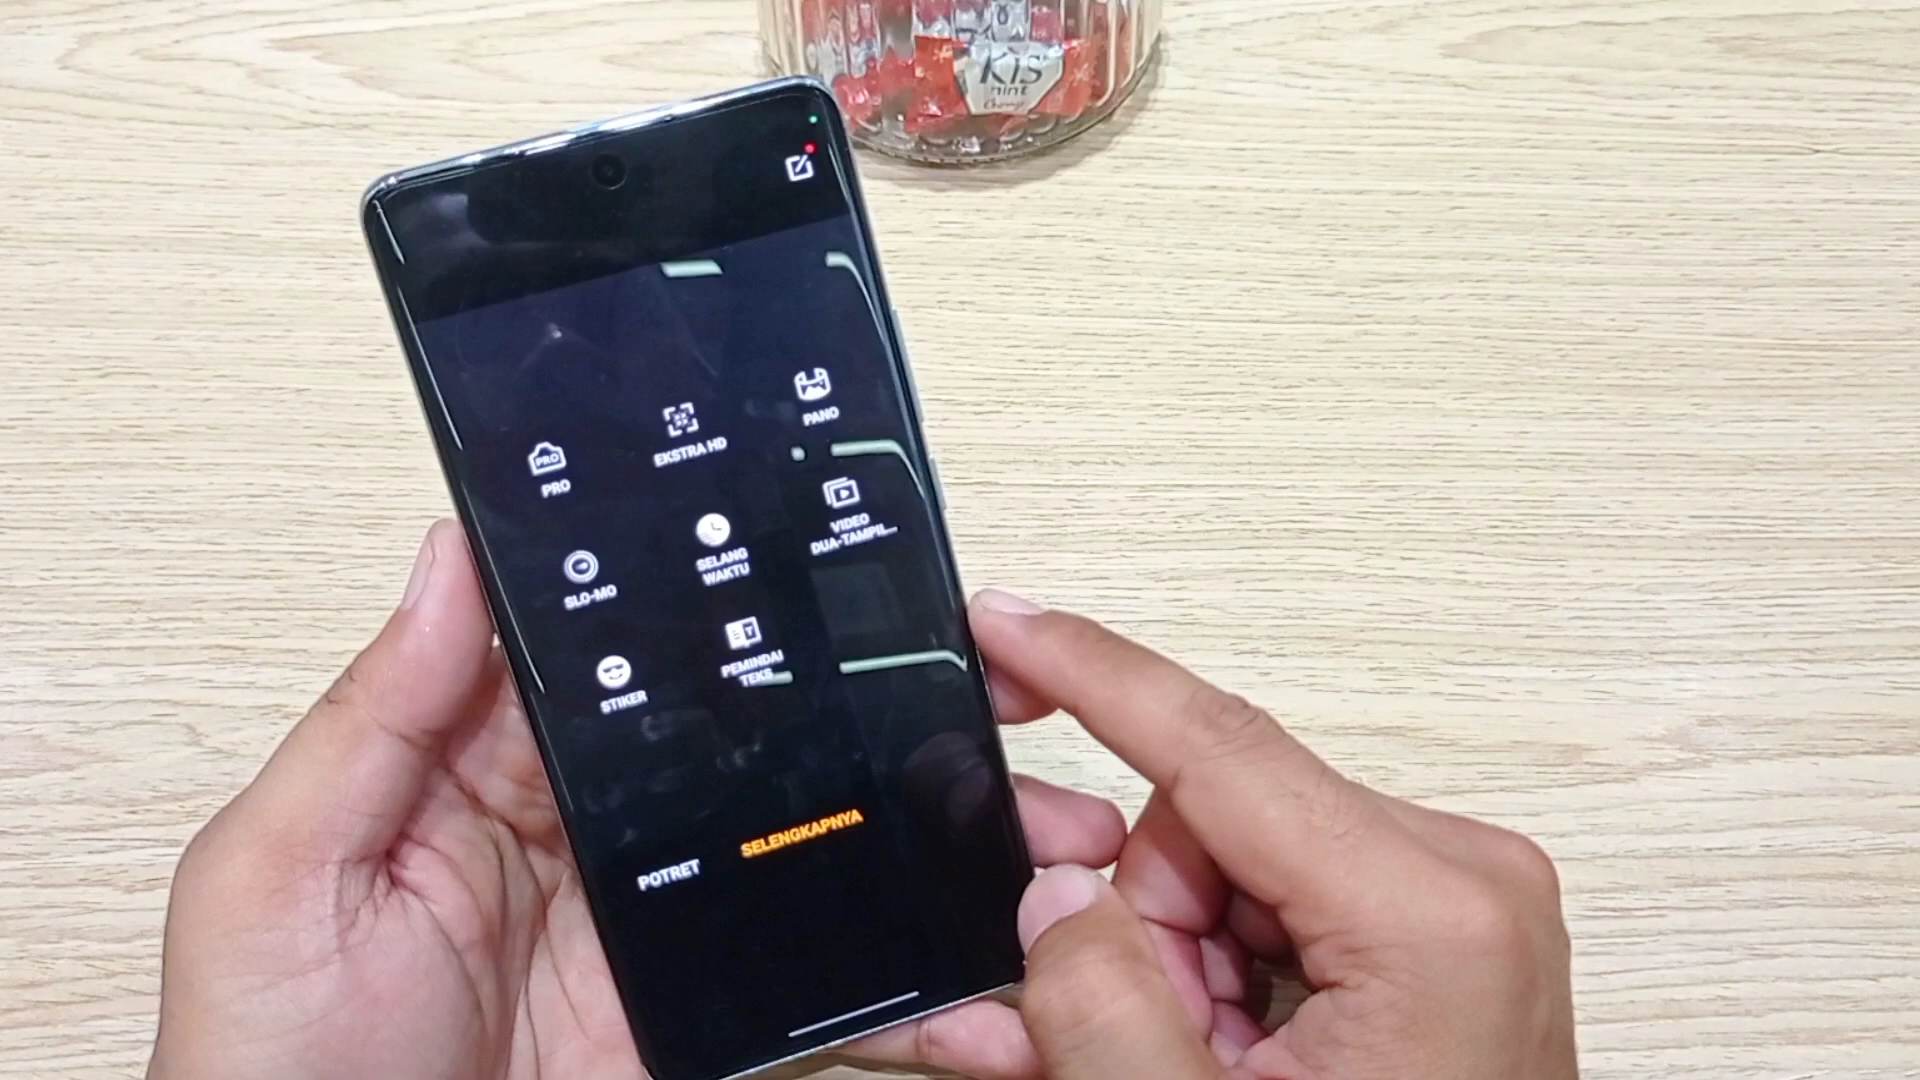 KIS
mint
Cherry
PRO
PRO
EKSTRA HD
PANO
SLO-MO
SELANG
WAKTU
VIDEO
DUA-TAMPIL...
STIKER
T
PEMINDAI
TEKS
POTRET
SELENGKAPNYA